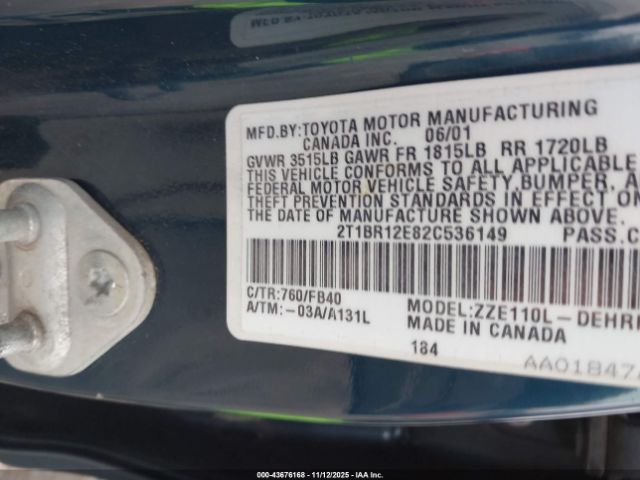 MFD.BY:TOYOTA MOTOR MANUFACTURING
CANADA INC. 06/01
GVWR 3515LB GAWR FR 1815LB RR 1720LB
THIS VEHICLE CONFORMS TO ALL APPLICABLE
FEDERAL MOTOR VEHICLE SAFETY,BUMPER, A
THEFT PREVENTION STANDARDS IN EFFECT O
THE DATE OF MANUFACTURE SHOWN ABOVE.
2T1BR12E82C536149 PASS.C
C/TR:760/FB40
A/TM:-03A/A131L
MODEL:ZZE110L-DEHR
MADE IN CANADA
184
AA01847
000-43676168 - 11/12/2025 - IAA Inc.